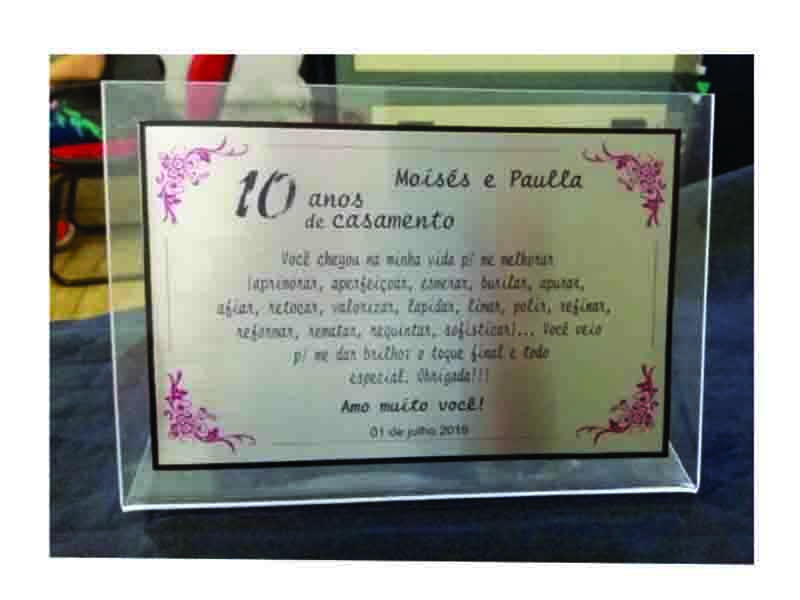 Moisés e Paulla
10 anos
de casamento
Você chegou na minha vida p/ me melhorar
(aprimorar, aperfeiçoar, esmerar, burilar, apurar,
afiar, retocar, valorizar, lapidar, limar, polir, refinar,
reformar, rematar, requintar, sofisticar)... Você veio
p/ me dar brilho: o toque final e todo
especial. Obrigada!!!
Amo muito você!
01 de julho